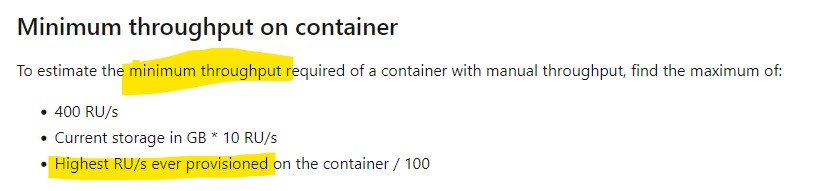 Minimum throughput on container
To estimate the minimum throughput required of a container with manual throughput, find the maximum of:
• 400 RU/s
• Current storage in GB * 10 RU/s
• Highest RU/s ever provisioned on the container / 100